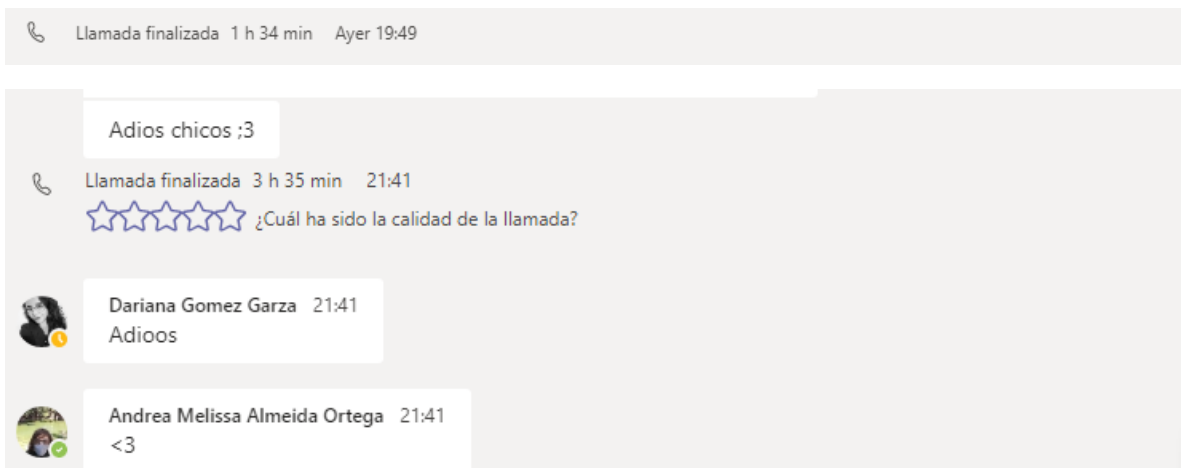 Llamada finalizada 1 h 34 min Ayer 19:49
Adios chicos ;3
Llamada finalizada 3 h 35 min 21:41
¿Cuál ha sido la calidad de la llamada?
Dariana Gomez Garza 21:41
Adioos
Andrea Melissa Almeida Ortega 21:41
<3